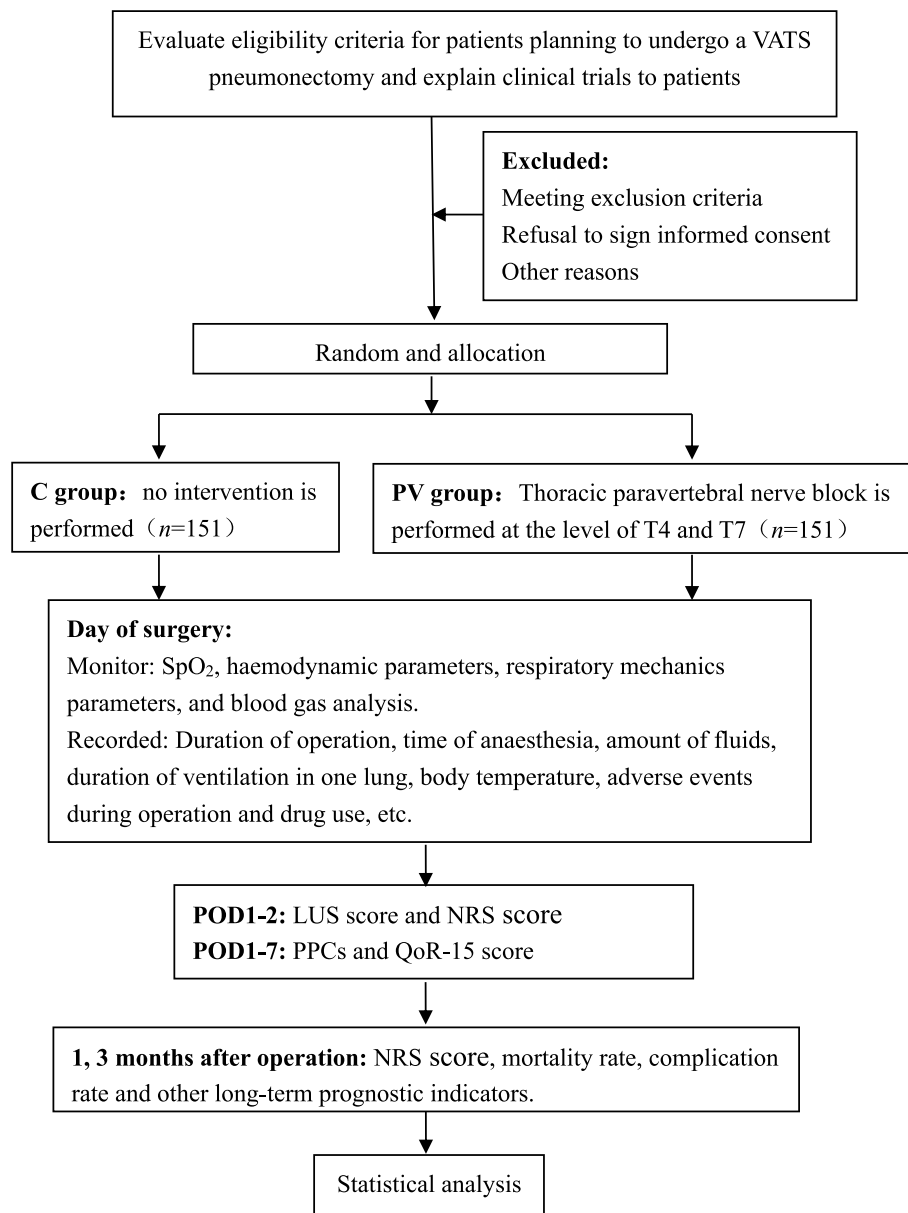 Evaluate eligibility criteria for patients planning to undergo a VATS
pneumonectomy and explain clinical trials to patients
Excluded:
Meeting exclusion criteria
Refusal to sign informed consent
Other reasons
Random and allocation
C group：no intervention is
performed（n=151）
PV group：Thoracic paravertebral nerve block is
performed at the level of T4 and T7（n=151）
Day of surgery:
Monitor: SpO₂, haemodynamic parameters, respiratory mechanics
parameters, and blood gas analysis.
Recorded: Duration of operation, time of anaesthesia, amount of fluids,
duration of ventilation in one lung, body temperature, adverse events
during operation and drug use, etc.
POD1-2: LUS score and NRS score
POD1-7: PPCs and QoR-15 score
1, 3 months after operation: NRS score, mortality rate, complication
rate and other long-term prognostic indicators.
Statistical analysis